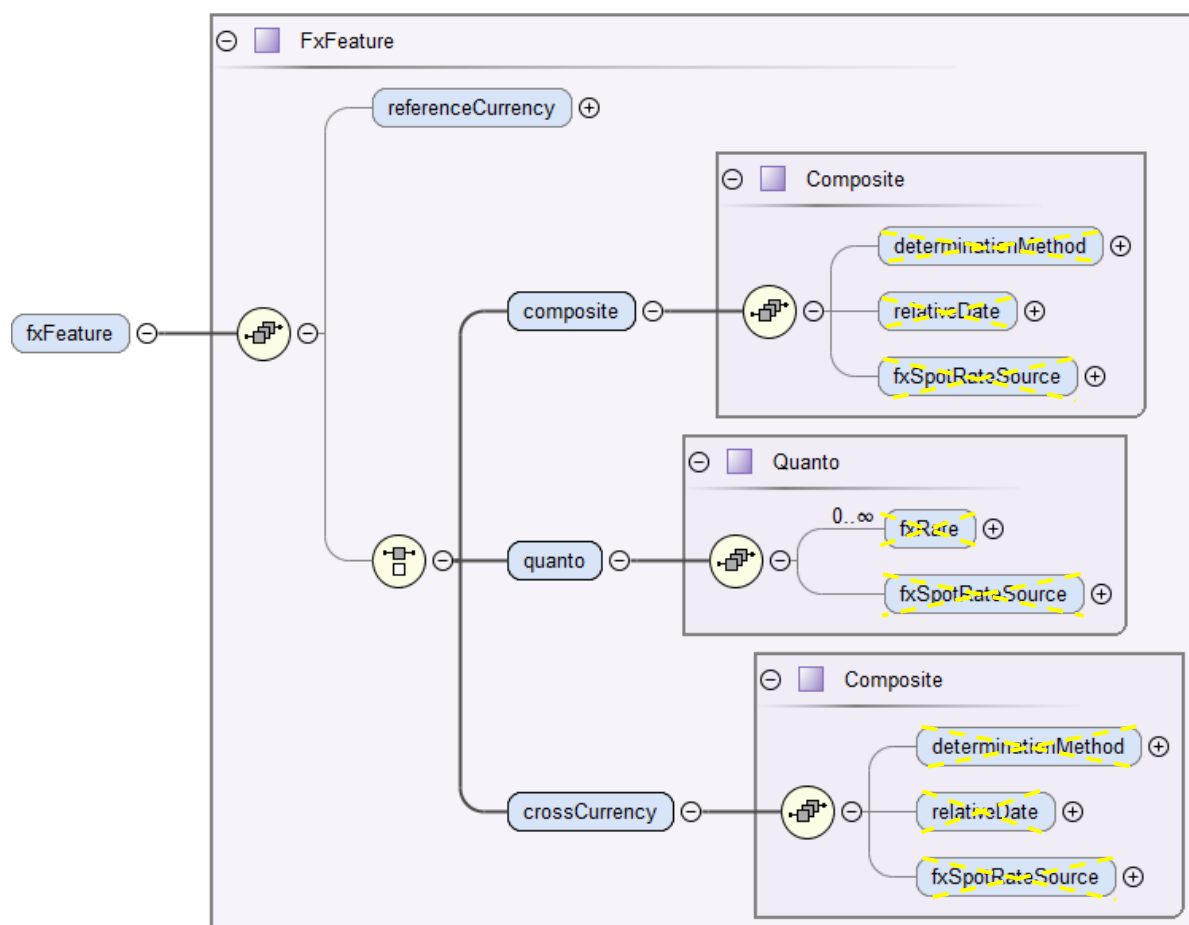 FxFeature
referenceCurrency
Composite
determinationMethod
relativeDate
fxSpotRateSource
composite
fxFeature
Quanto
0..∞
fxRate
fxSpotRateSource
quanto
Composite
determinationMethod
relativeDate
fxSpotRateSource
crossCurrency